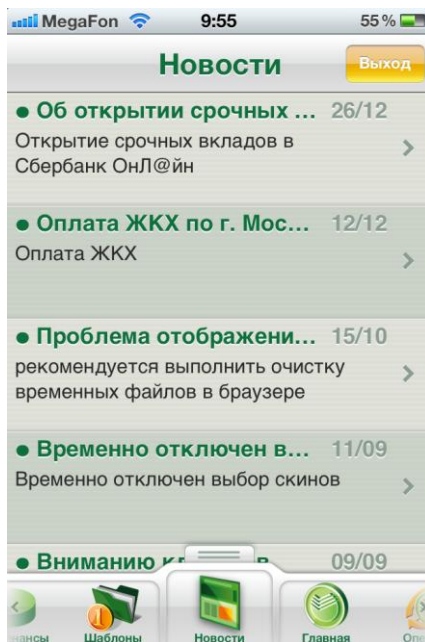 MegaFon 9:55 55 %
Новости Выход
● Об открытии срочных ... 26/12
Открытие срочных вкладов в
Сбербанк ОнЛ@йн
● Оплата ЖКХ по г. Мос... 12/12
Оплата ЖКХ
● Проблема отображени... 15/10
рекомендуется выполнить очистку
временных файлов в браузере
● Временно отключен в... 11/09
Временно отключен выбор скинов
● Вниманию 09/09
Шаблоны Новости Главная